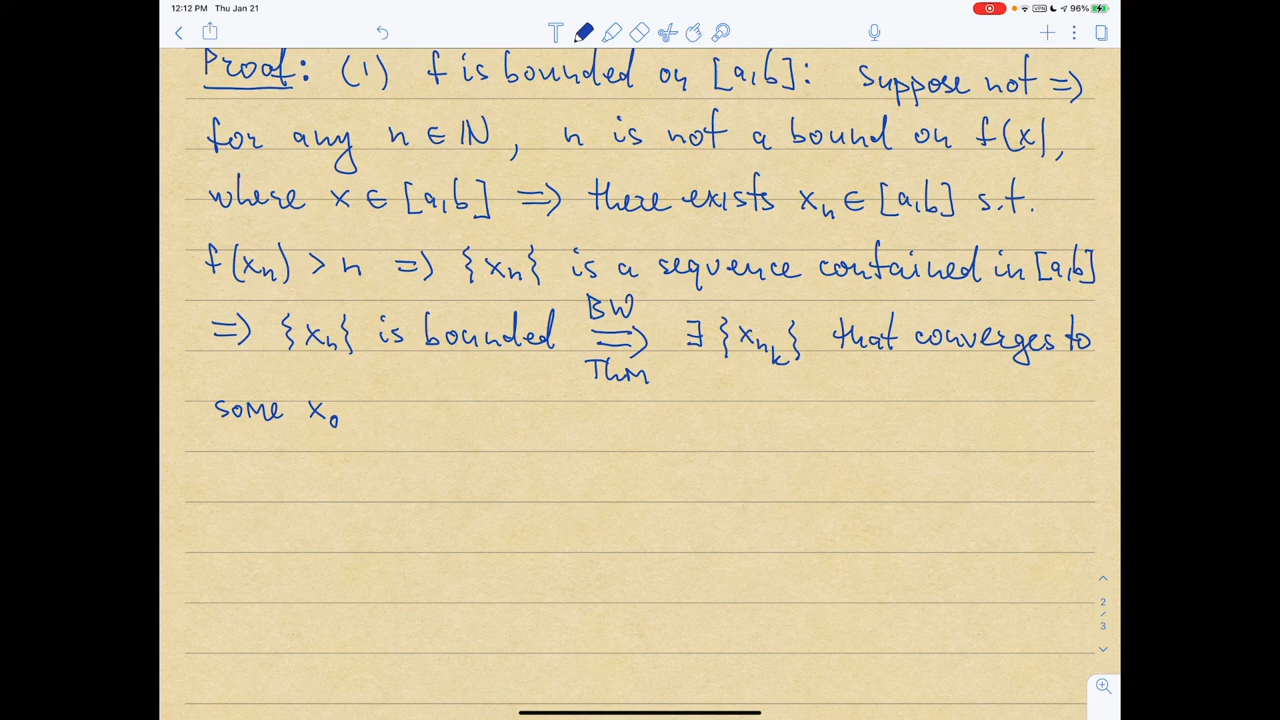 12:12 PM Thu Jan 21
VPN 96%
Proof: (1) f is bounded on [a,b]: Suppose not =>
for any n ∈ ℕ, n is not a bound on f(x),
where x ∈ [a,b] => there exists xₙ ∈ [a,b] s.t.
f(xₙ) > n => {xₙ} is a sequence contained in [a,b]
BW
=> {xₙ} is bounded => ∃ {xₙₖ} that converges to
Thm
some x₀
2
/
3